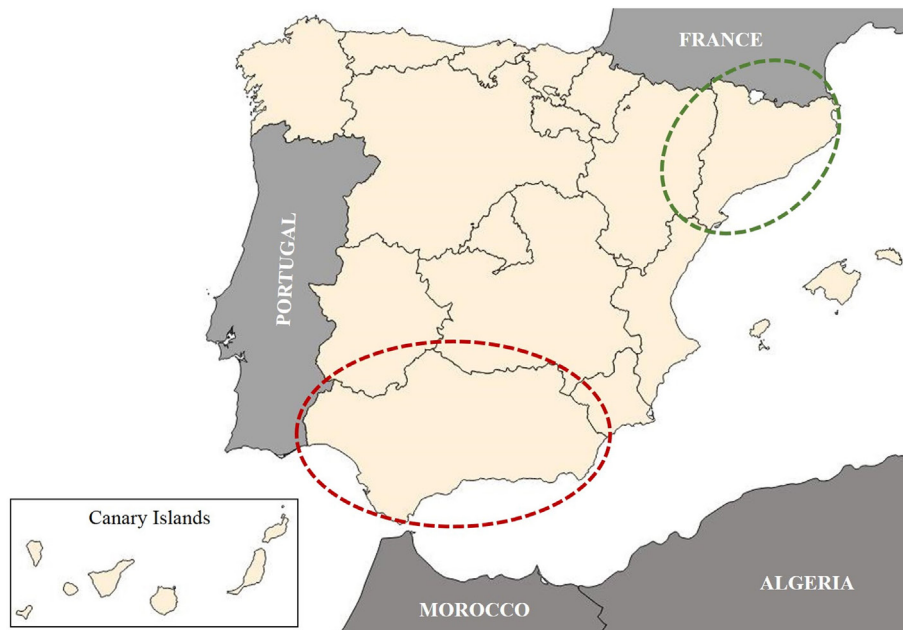 FRANCE
PORTUGAL
Canary Islands
ALGERIA
MOROCCO